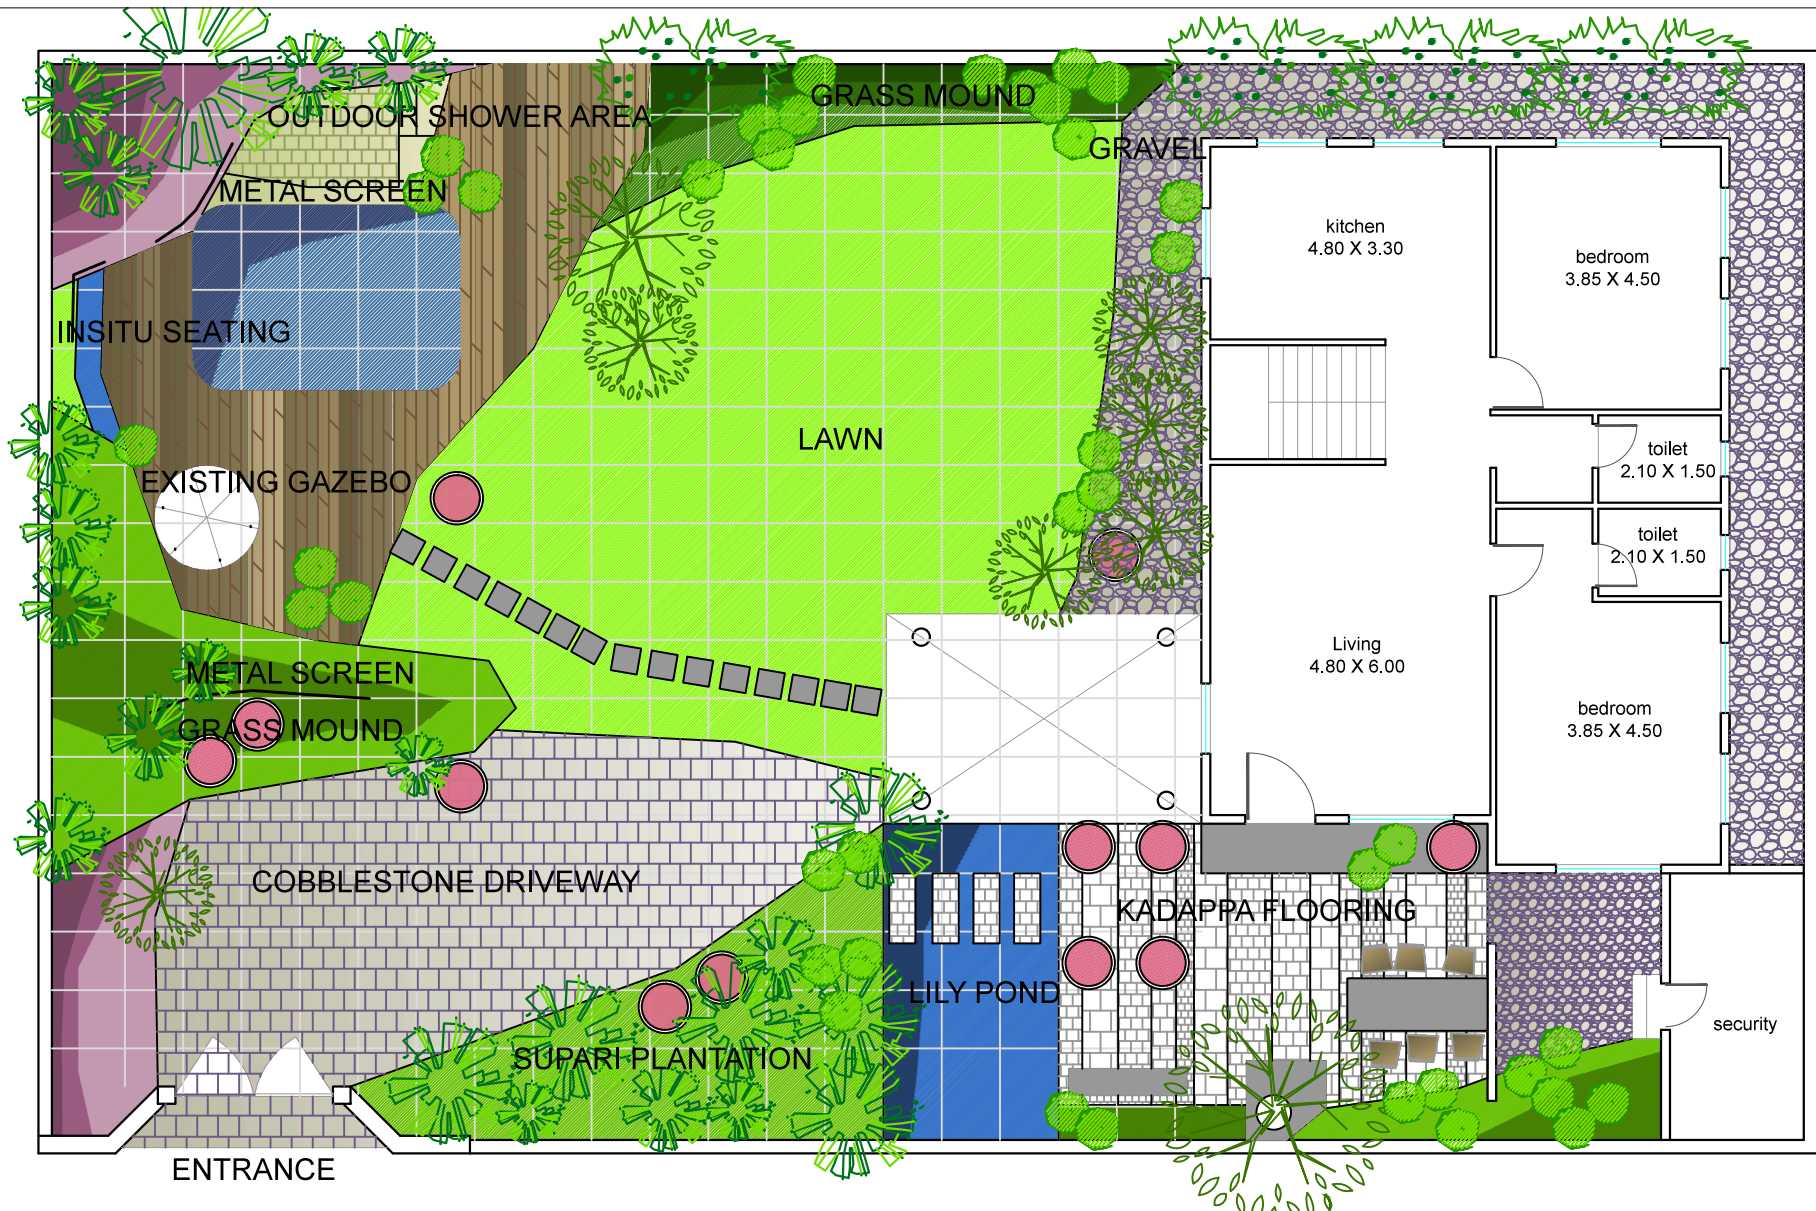 GRASS MOUND
OUTDOOR SHOWER AREA
GRAVEL
METAL SCREEN
kitchen
4.80 X 3.30
bedroom
3.85 X 4.50
INSITU SEATING
LAWN
toilet
2.10 X 1.50
EXISTING GAZEBO
toilet
2.10 X 1.50
Living
4.80 X 6.00
METAL SCREEN
GRASS MOUND
bedroom
3.85 X 4.50
COBBLESTONE DRIVEWAY
KADAPPA FLOORING
LILY POND
security
SUPARI PLANTATION
ENTRANCE